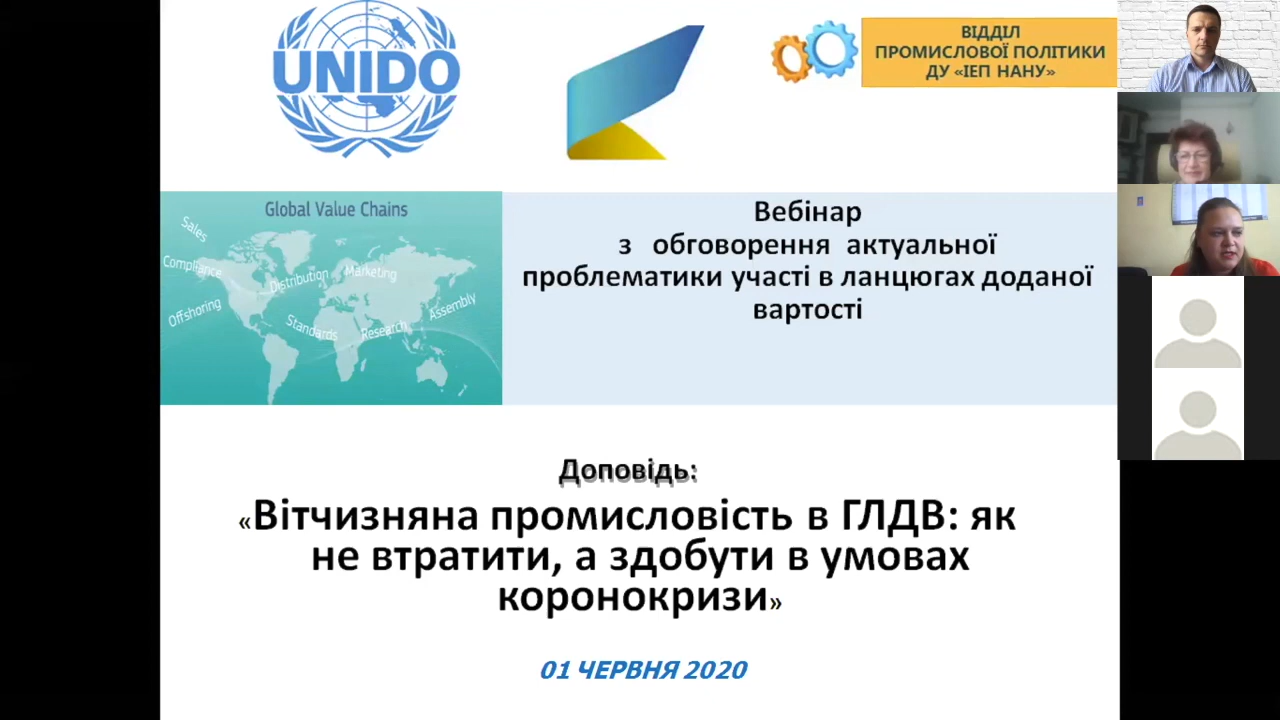 UNIDO
ВІДДІЛ
ПРОМИСЛОВОЇ ПОЛІТИКИ
ДУ «ІЕП НАНУ»
Global Value Chains
Sales
Compliance
Distribution
Marketing
Offshoring
Standards
Research
Assembly
Вебінар
з обговорення актуальної
проблематики участі в ланцюгах доданої
вартості
Доповідь:
«Вітчизняна промисловість в ГЛДВ: як
не втратити, а здобути в умовах
коронокризи»
01 ЧЕРВНЯ 2020